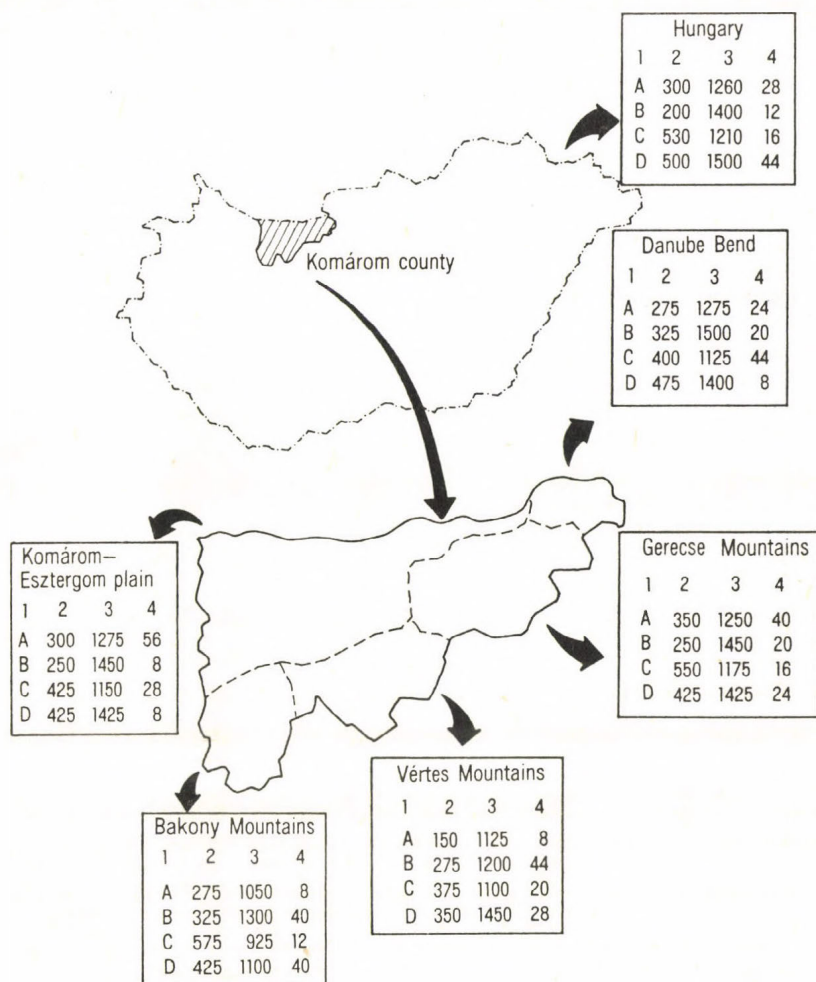 Hungary
1 2 3 4
A 300 1260 28
B 200 1400 12
C 530 1210 16
D 500 1500 44
Komárom county
Danube Bend
1 2 3 4
A 275 1275 24
B 325 1500 20
C 400 1125 44
D 475 1400 8
Komárom–
Esztergom plain
1 2 3 4
A 300 1275 56
B 250 1450 8
C 425 1150 28
D 425 1425 8
Gerecse Mountains
1 2 3 4
A 350 1250 40
B 250 1450 20
C 550 1175 16
D 425 1425 24
Vértes Mountains
1 2 3 4
A 150 1125 8
B 275 1200 44
C 375 1100 20
D 350 1450 28
Bakony Mountains
1 2 3 4
A 275 1050 8
B 325 1300 40
C 575 925 12
D 425 1100 40